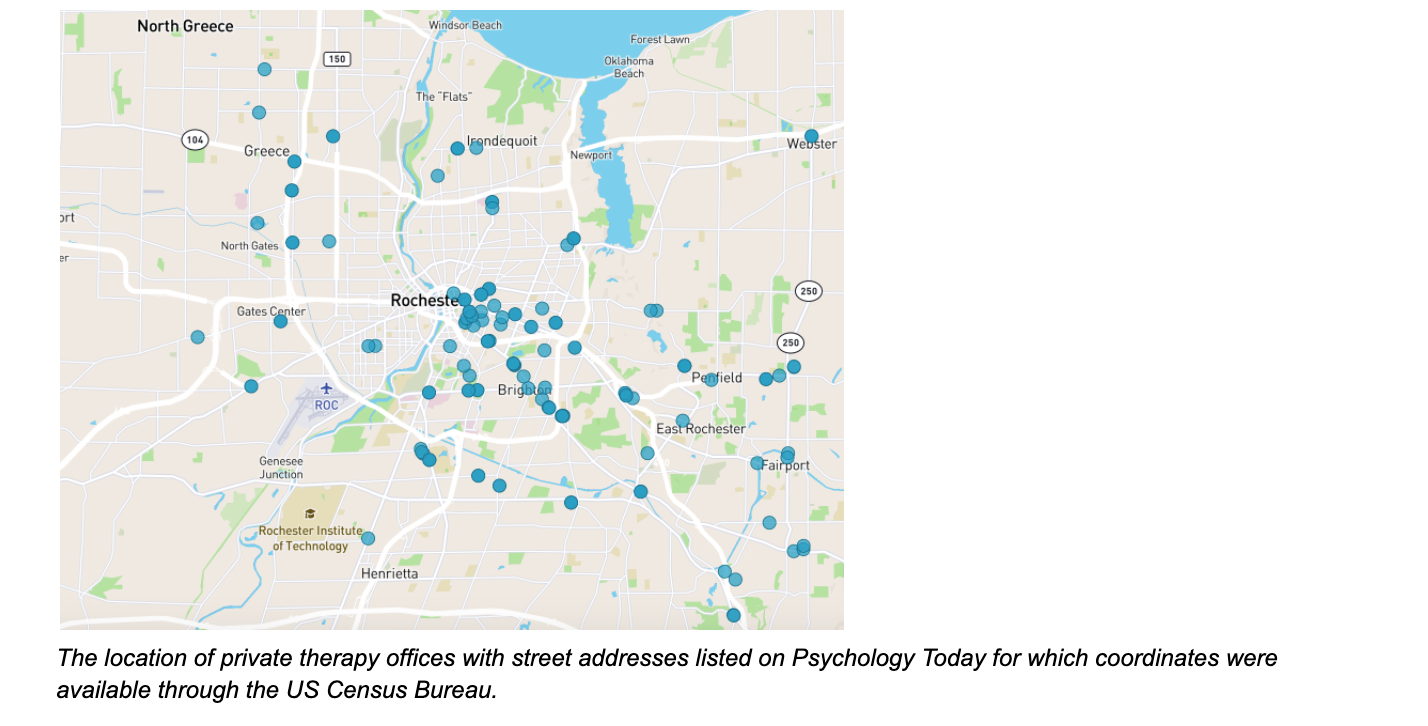 North Greece
Windsor Beach
Forest Lawn
150
Oklahoma
Beach
The "Flats"
104
Irondequoit
Webster
Greece
Newport
ort
North Gates
er
250
Rocheste
Gates Center
250
Penfield
Brighton
ROC
East Rochester
Genesee
Junction
Fairport
Rochester Institute
of Technology
Henrietta
The location of private therapy offices with street addresses listed on Psychology Today for which coordinates were
available through the US Census Bureau.